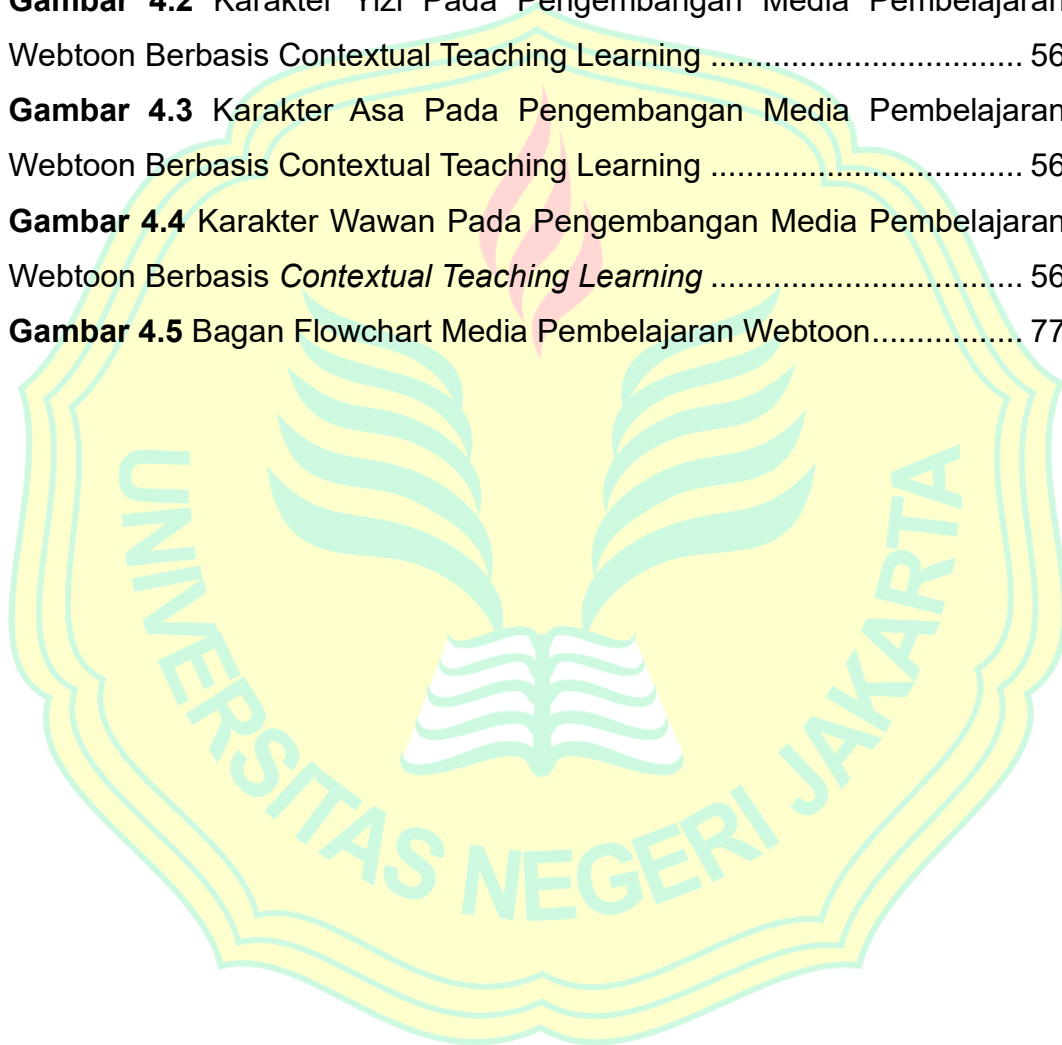 Gambar 4.2 Karakter Yizi Pada Pengembangan Media Pembelajaran
Webtoon Berbasis Contextual Teaching Learning ................................... 56
Gambar 4.3 Karakter Asa Pada Pengembangan Media Pembelajaran
Webtoon Berbasis Contextual Teaching Learning ................................... 56
Gambar 4.4 Karakter Wawan Pada Pengembangan Media Pembelajaran
Webtoon Berbasis Contextual Teaching Learning ................................... 56
Gambar 4.5 Bagan Flowchart Media Pembelajaran Webtoon................. 77
UNIVERSITAS NEGERI JAKARTA